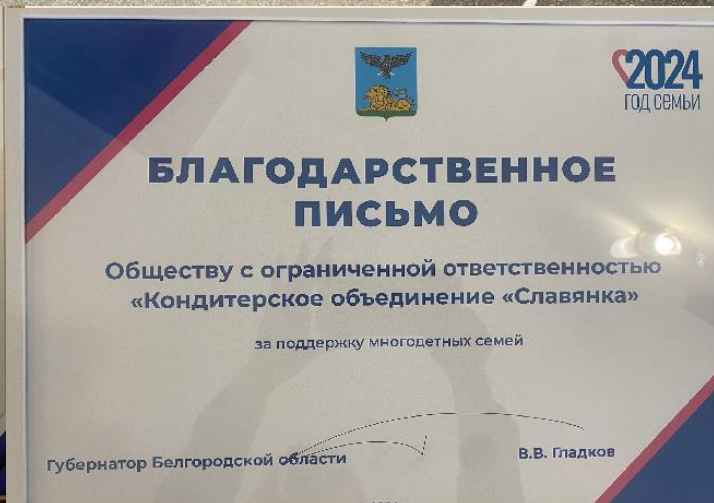 2024
ГОД СЕМЬИ
БЛАГОДАРСТВЕННОЕ
ПИСЬМО
Обществу с ограниченной ответственностью
«Кондитерское объединение «Славянка»
за поддержку многодетных семей
Губернатор Белгородской области
В.В. Гладков